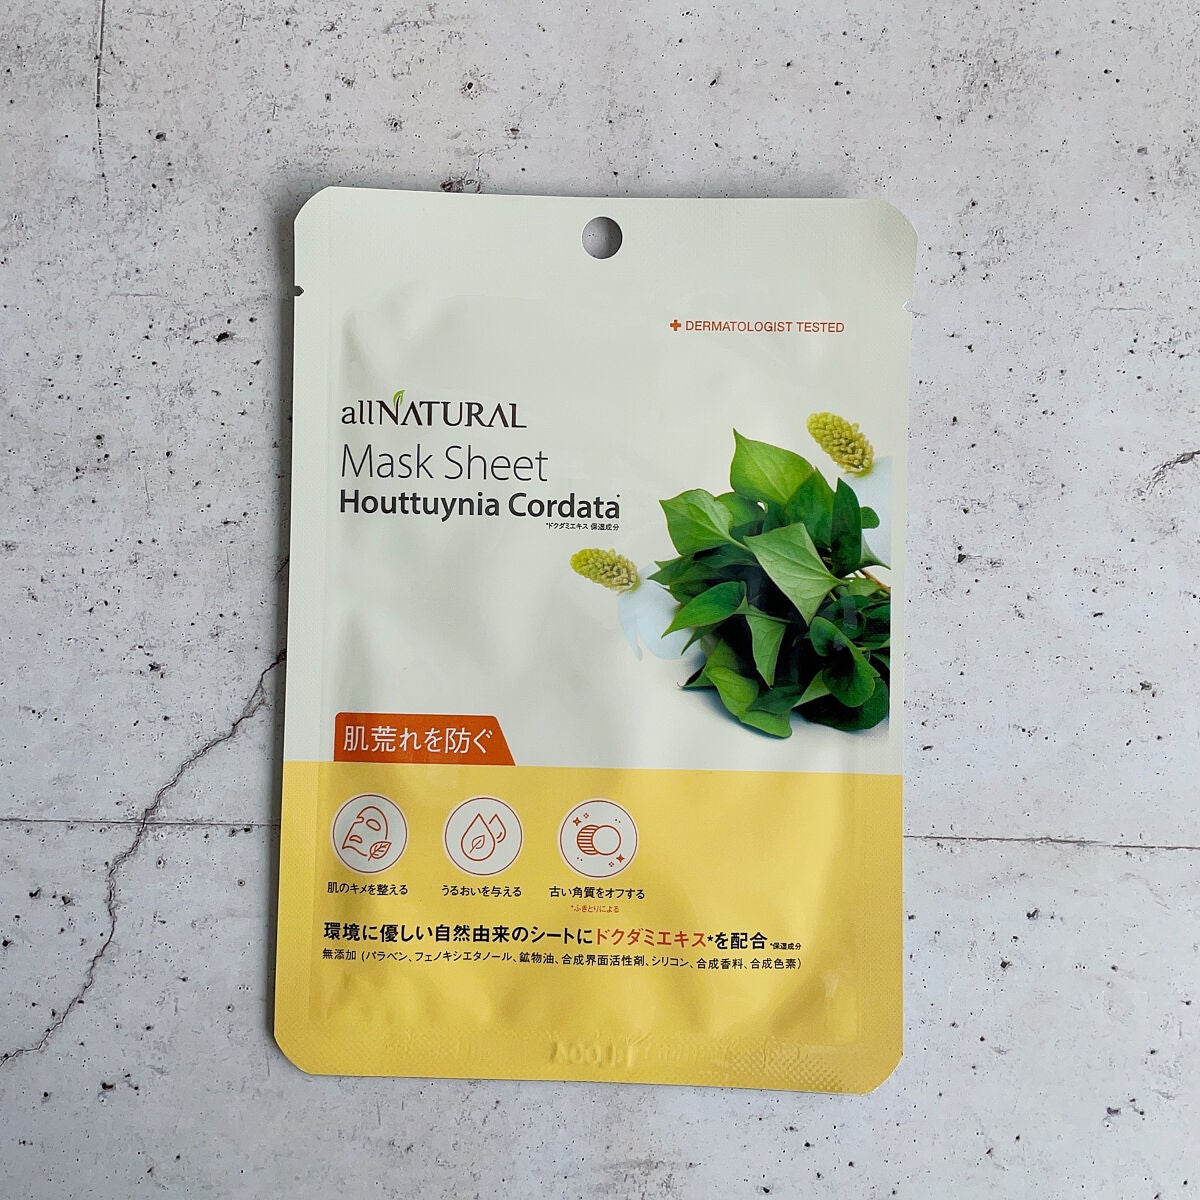 ✚ DERMATOLOGIST TESTED
allNATURAL
Mask Sheet
Houttuynia Cordata*
*ドクダミエキス 保湿成分
肌荒れを防ぐ
肌のキメを整える
うるおいを与える
古い角質をオフする
*ふきとりによる
環境に優しい自然由来のシートにドクダミエキス*を配合 *保湿成分
無添加 (パラベン、フェノキシエタノール、鉱物油、合成界面活性剤、シリコン、合成香料、合成色素)